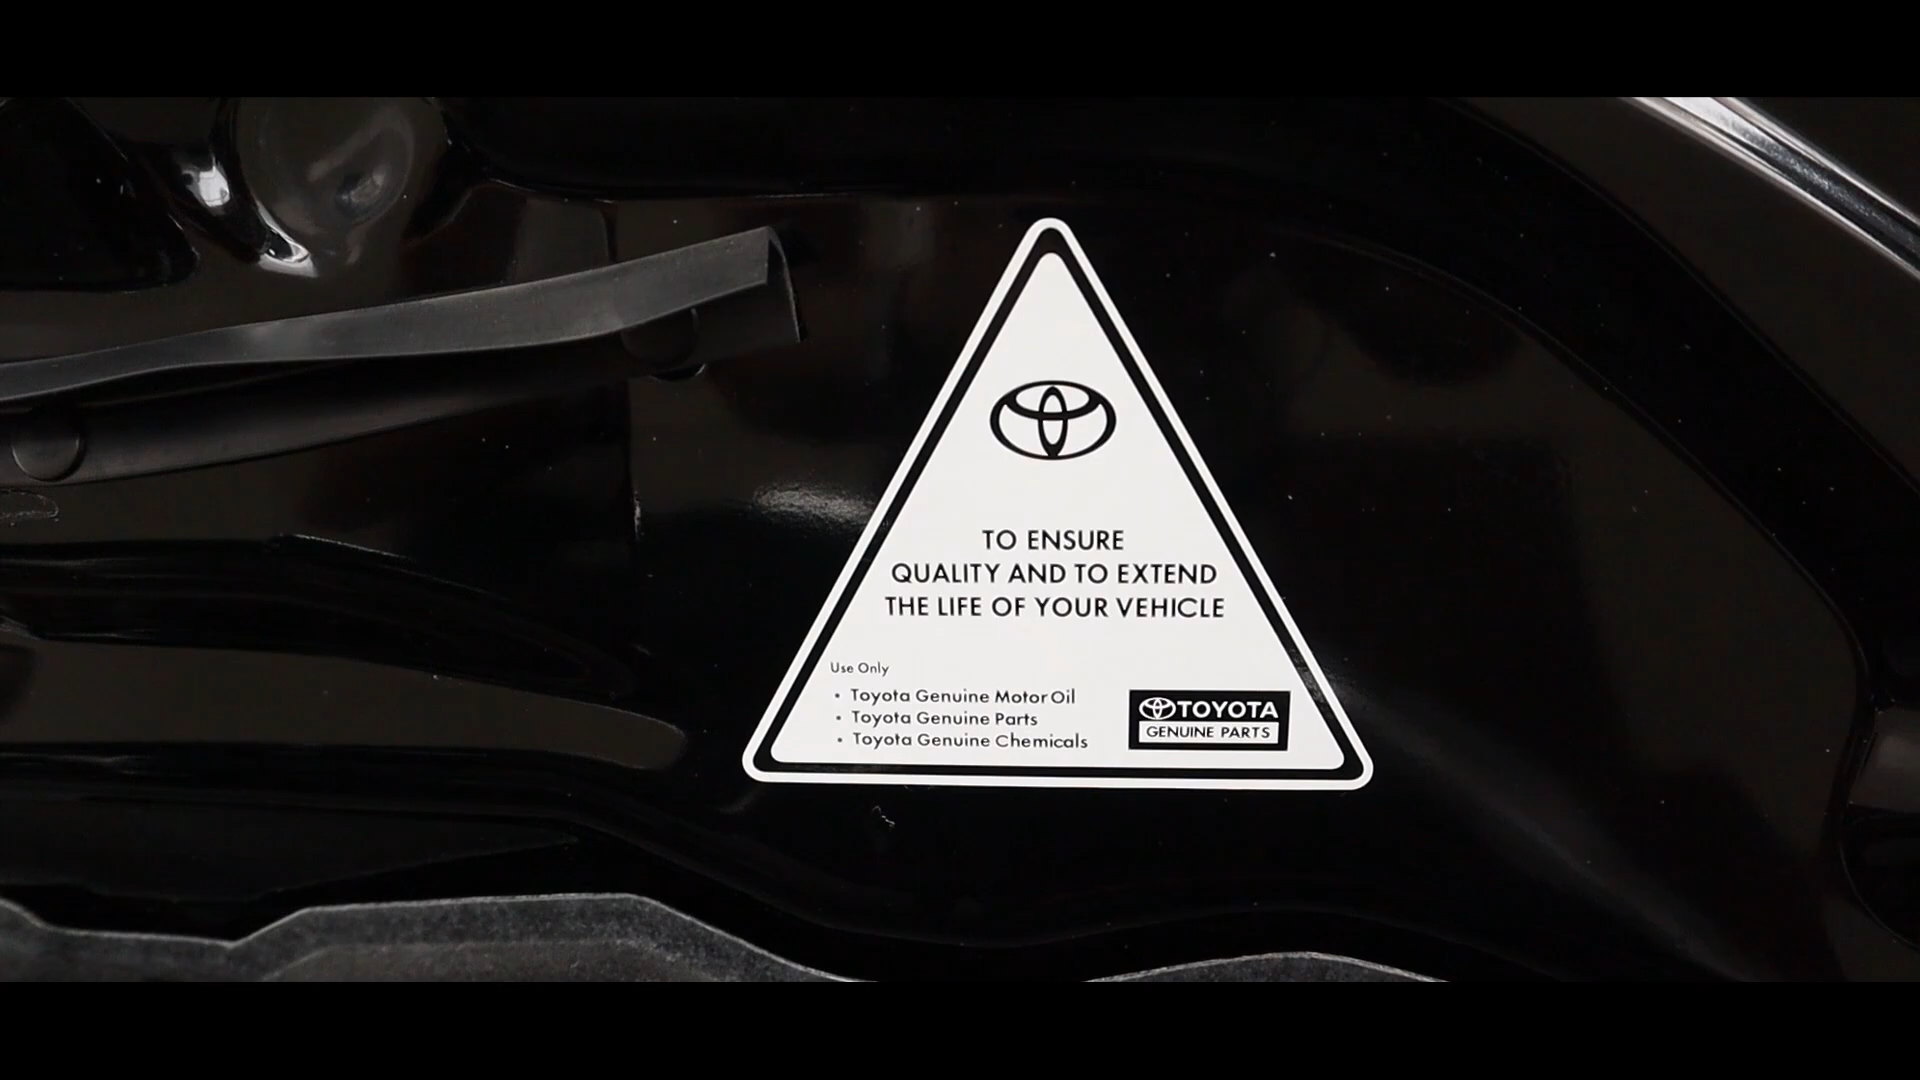 TO ENSURE
QUALITY AND TO EXTEND
THE LIFE OF YOUR VEHICLE
Use Only
• Toyota Genuine Motor Oil
• Toyota Genuine Parts
• Toyota Genuine Chemicals
TOYOTA
GENUINE PARTS